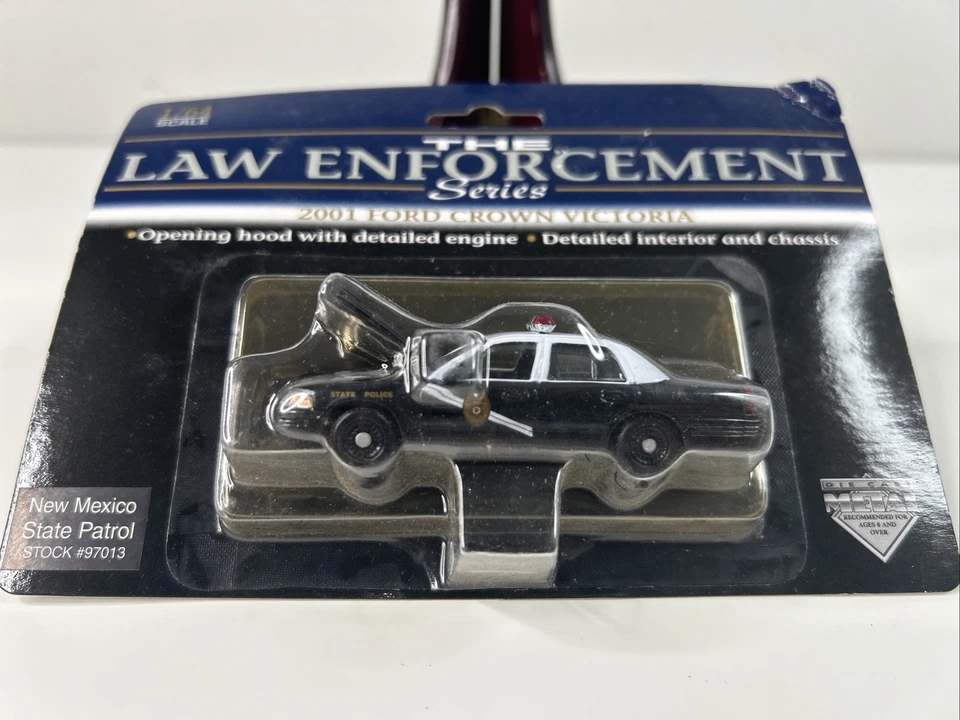 1/64
SCALE
THE
LAW ENFORCEMENT
Series
2001 FORD CROWN VICTORIA
•Opening hood with detailed engine • Detailed interior and chassis
STATE POLICE
New Mexico
State Patrol
STOCK #97013
DIE CAST
METAL
RECOMMENDED FOR
AGES 8 AND
OVER